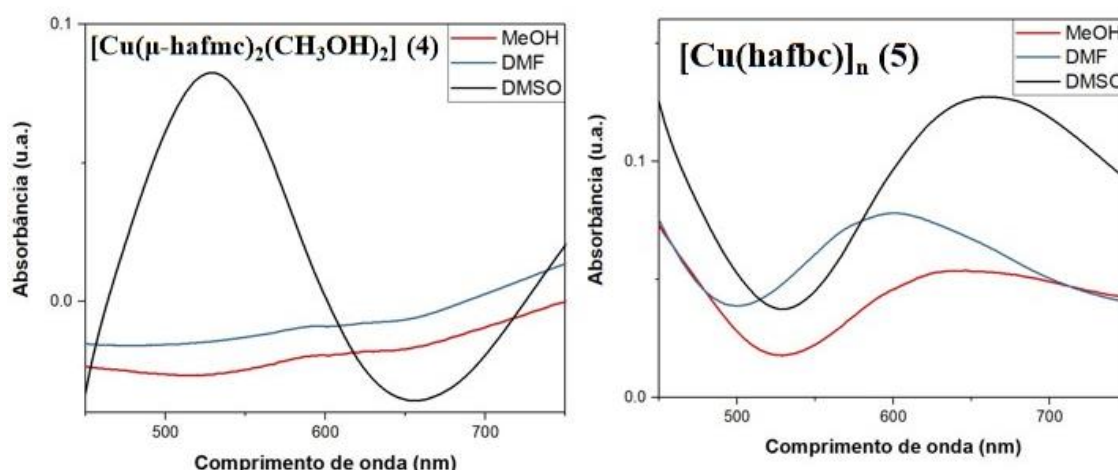 [Cu(μ-hafmc)₂(CH₃OH)₂] (4)
MeOH
DMF
DMSO
0.1
0.0
Absorbância (u.a.)
500
600
700
Comprimento de onda (nm)
[Cu(hafbc)]ₙ (5)
MeOH
DMF
DMSO
0.1
0.0
Absorbância (u.a.)
500
600
700
Comprimento de onda (nm)